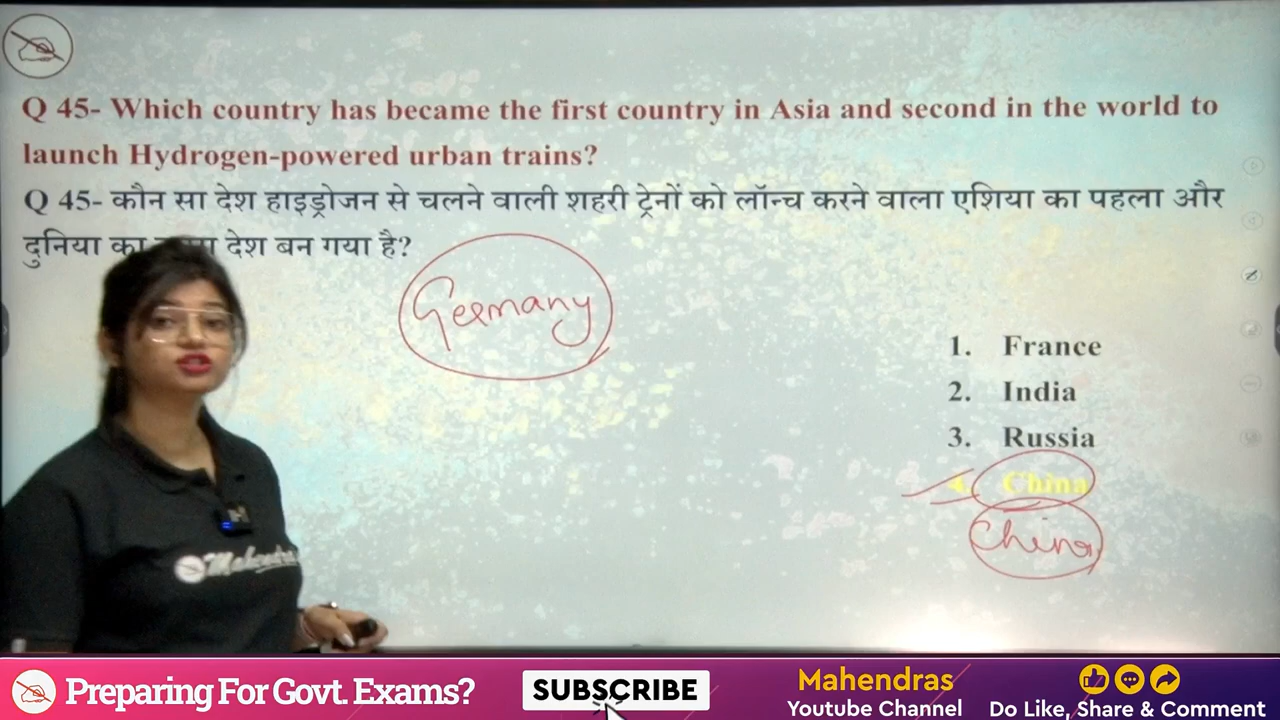 Q 45- Which country has became the first country in Asia and second in the world to
launch Hydrogen-powered urban trains?
Q 45- कौन सा देश हाइड्रोजन से चलने वाली शहरी ट्रेनों को लॉन्च करने वाला एशिया का पहला और
दुनिया का देश बन गया है?
Germany
1. France
2. India
3. Russia
4. China
China
Mahendras
Preparing For Govt. Exams?
SUBSCRIBE
Mahendras
YouTube Channel
Do Like, Share & Comment